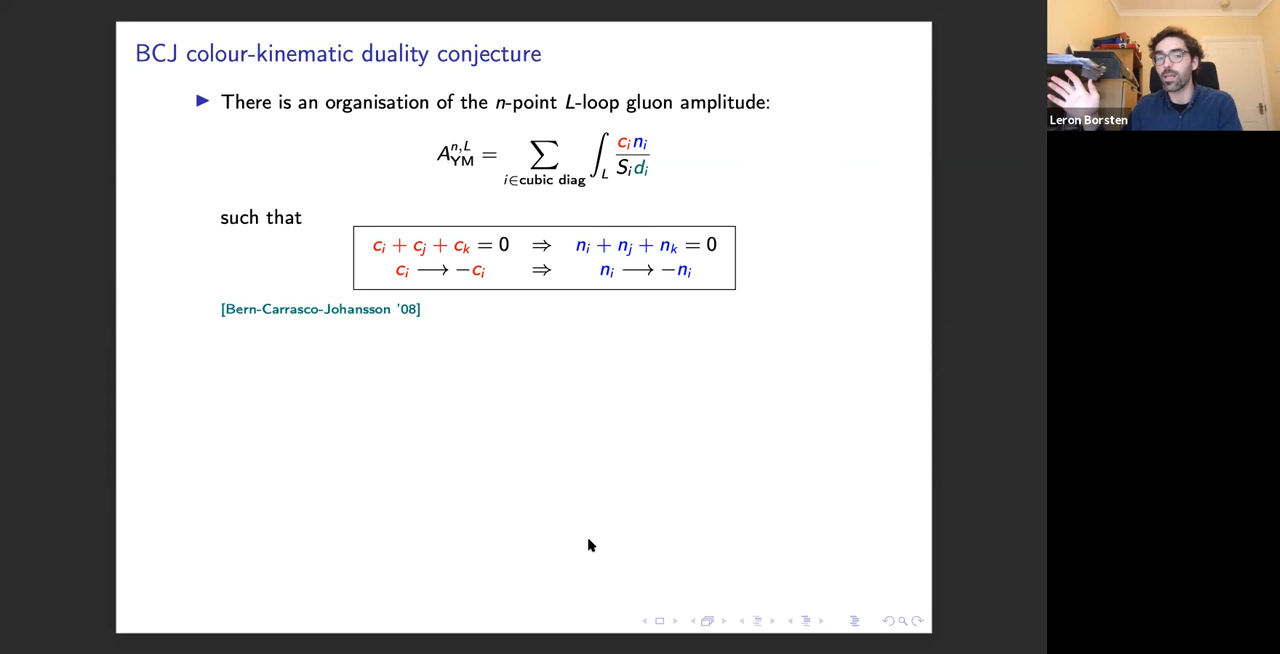 BCJ colour-kinematic duality conjecture
▶ There is an organisation of the n-point L-loop gluon amplitude:
A^{n,L}_{YM} = ∑_{i∈cubic diag} ∫_L c_i n_i / S_i d_i
such that
c_i + c_j + c_k = 0 ⇒ n_i + n_j + n_k = 0
c_i ⟶ −c_i ⇒ n_i ⟶ −n_i
[Bern-Carrasco-Johansson '08]
Leron Borsten